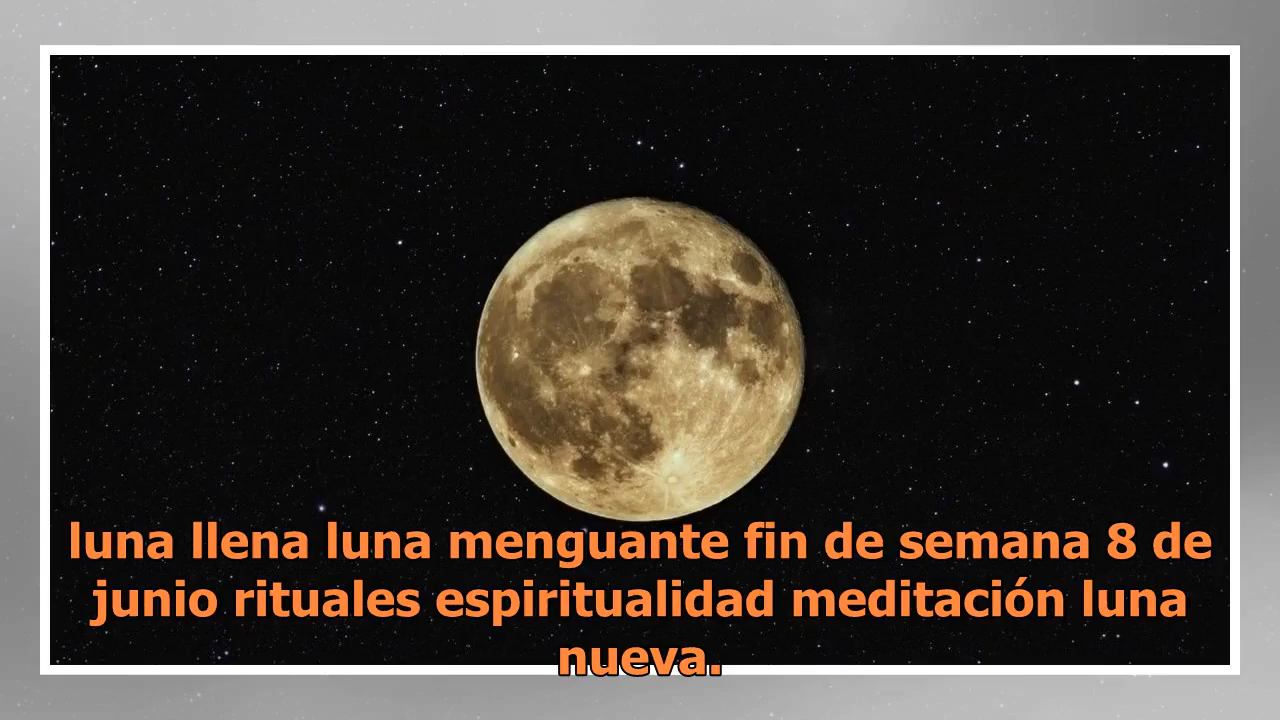 luna llena luna menguante fin de semana 8 de
junio rituales espiritualidad meditación luna
nueva.